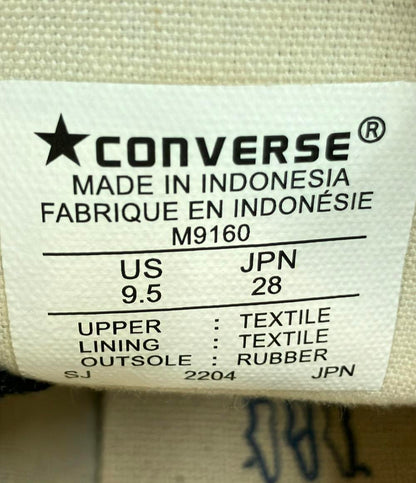 ★CONVERSE®
MADE IN INDONESIA
FABRIQUE EN INDONÉSIE
M9160
US JPN
9.5 28
UPPER : TEXTILE
LINING : TEXTILE
OUTSOLE : RUBBER
SJ 2204 JPN